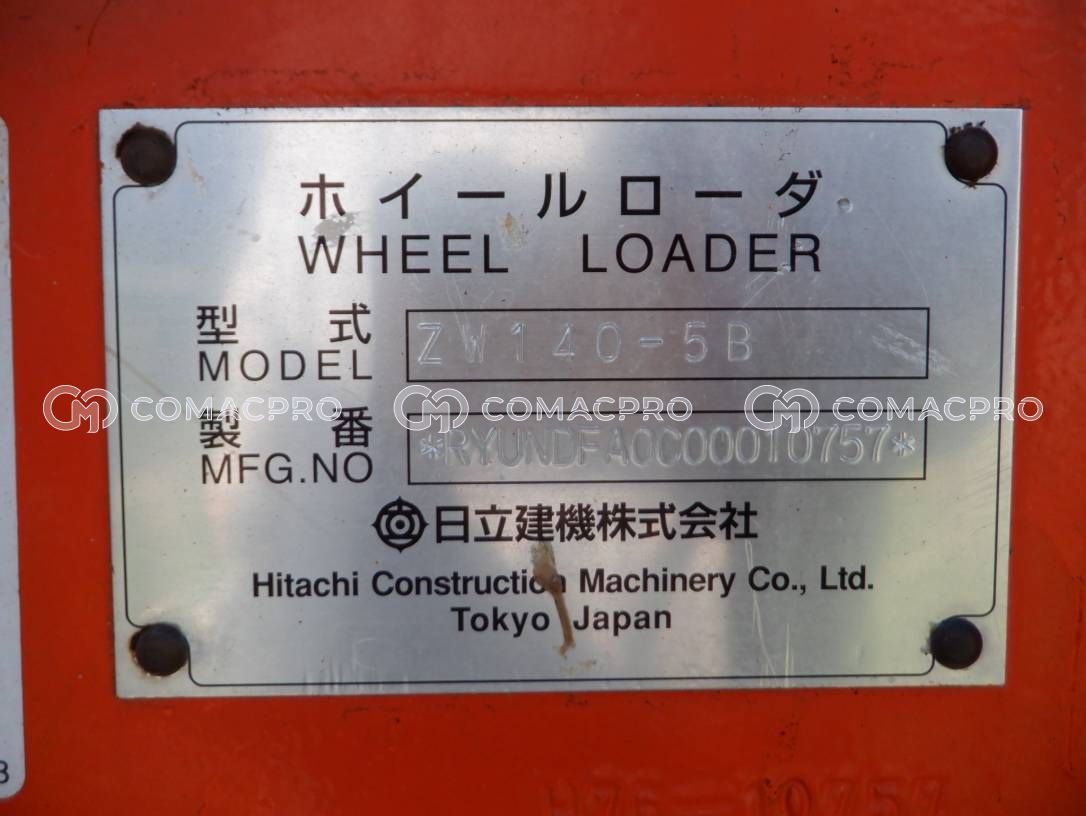 ホイールローダ
WHEEL LOADER
型式 ZW140-5B
MODEL
COMACPRO COMACPRO COMACPRO
製番 *RYUNDFA0C00010757*
MFG.NO
日立建機株式会社
Hitachi Construction Machinery Co., Ltd.
Tokyo Japan
3